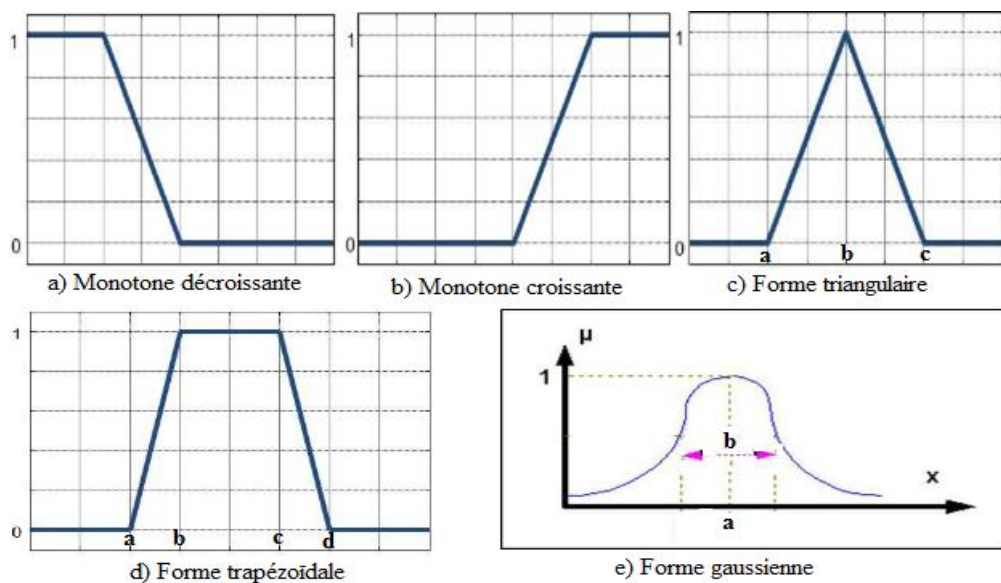 1
0
a) Monotone décroissante
1
0
b) Monotone croissante
1
0
a b c
c) Forme triangulaire
1
0
a b c d
d) Forme trapézoïdale
µ
1
b
x
a
e) Forme gaussienne